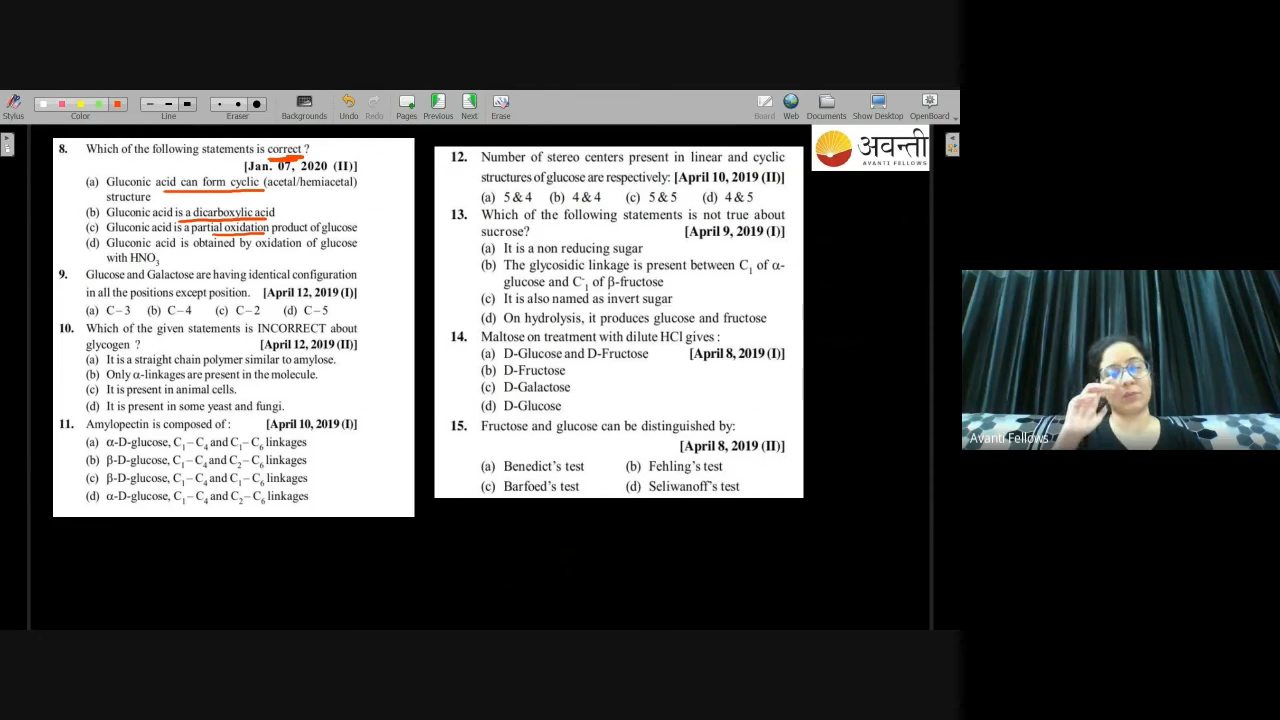 Stylus
Color
Line
Eraser
Backgrounds
Undo
Redo
Pages
Previous
Next
Erase
Board
Web
Documents
Show Desktop
OpenBoard
अवन्ती
AVANTI FELLOWS
8. Which of the following statements is correct ?
[Jan. 07, 2020 (II)]
(a) Gluconic acid can form cyclic (acetal/hemiacetal)
structure
(b) Gluconic acid is a dicarboxylic acid
(c) Gluconic acid is a partial oxidation product of glucose
(d) Gluconic acid is obtained by oxidation of glucose
with HNO₃
9. Glucose and Galactose are having identical configuration
in all the positions except position. [April 12, 2019 (I)]
(a) C–3 (b) C–4 (c) C–2 (d) C–5
10. Which of the given statements is INCORRECT about
glycogen ? [April 12, 2019 (II)]
(a) It is a straight chain polymer similar to amylose.
(b) Only α-linkages are present in the molecule.
(c) It is present in animal cells.
(d) It is present in some yeast and fungi.
11. Amylopectin is composed of : [April 10, 2019 (I)]
(a) α-D-glucose, C₁–C₄ and C₁–C₆ linkages
(b) β-D-glucose, C₁–C₄ and C₂–C₆ linkages
(c) β-D-glucose, C₁–C₄ and C₁–C₆ linkages
(d) α-D-glucose, C₁–C₄ and C₂–C₆ linkages
12. Number of stereo centers present in linear and cyclic
structures of glucose are respectively: [April 10, 2019 (II)]
(a) 5 & 4 (b) 4 & 4 (c) 5 & 5 (d) 4 & 5
13. Which of the following statements is not true about
sucrose? [April 9, 2019 (I)]
(a) It is a non reducing sugar
(b) The glycosidic linkage is present between C₁ of α-
glucose and C₁ of β-fructose
(c) It is also named as invert sugar
(d) On hydrolysis, it produces glucose and fructose
14. Maltose on treatment with dilute HCl gives :
(a) D-Glucose and D-Fructose [April 8, 2019 (I)]
(b) D-Fructose
(c) D-Galactose
(d) D-Glucose
15. Fructose and glucose can be distinguished by:
[April 8, 2019 (II)]
(a) Benedict's test (b) Fehling's test
(c) Barfoed's test (d) Seliwanoff's test
Avanti Fellows